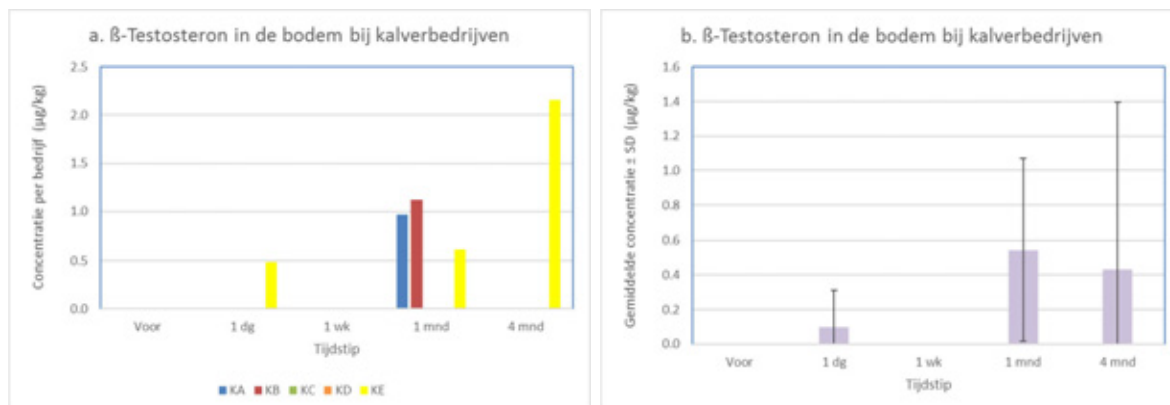 a. ß-Testosteron in de bodem bij kalverbedrijven
Concentratie per bedrijf (µg/kg)
2.5
2.0
1.5
1.0
0.5
0.0
Voor 1 dg 1 wk 1 mnd 4 mnd
Tijdstip
KA KB KC KD KE
b. ß-Testosteron in de bodem bij kalverbedrijven
Gemiddelde concentratie ± SD (µg/kg)
1.6
1.4
1.2
1.0
0.8
0.6
0.4
0.2
0.0
Voor 1 dg 1 wk 1 mnd 4 mnd
Tijdstip